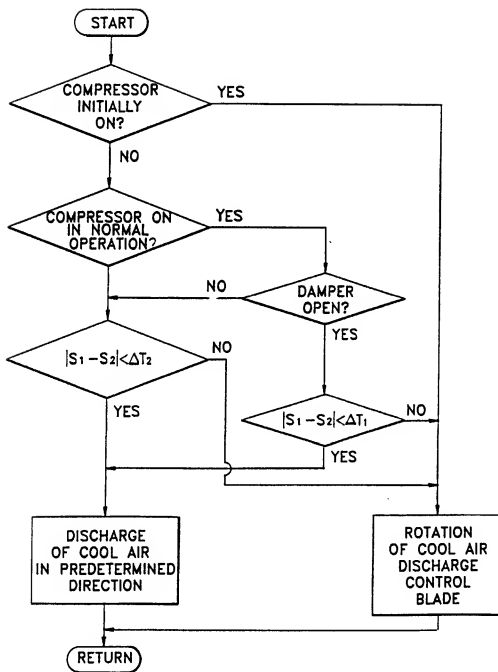 START
COMPRESSOR
INITIALLY
ON?
YES
NO
COMPRESSOR ON
IN NORMAL
OPERATION?
YES
NO
DAMPER
OPEN?
YES
|S₁−S₂|<ΔT₂
NO
YES
|S₁−S₂|<ΔT₁
NO
YES
DISCHARGE
OF COOL AIR
IN PREDETERMINED
DIRECTION
ROTATION
OF COOL AIR
DISCHARGE
CONTROL
BLADE
RETURN